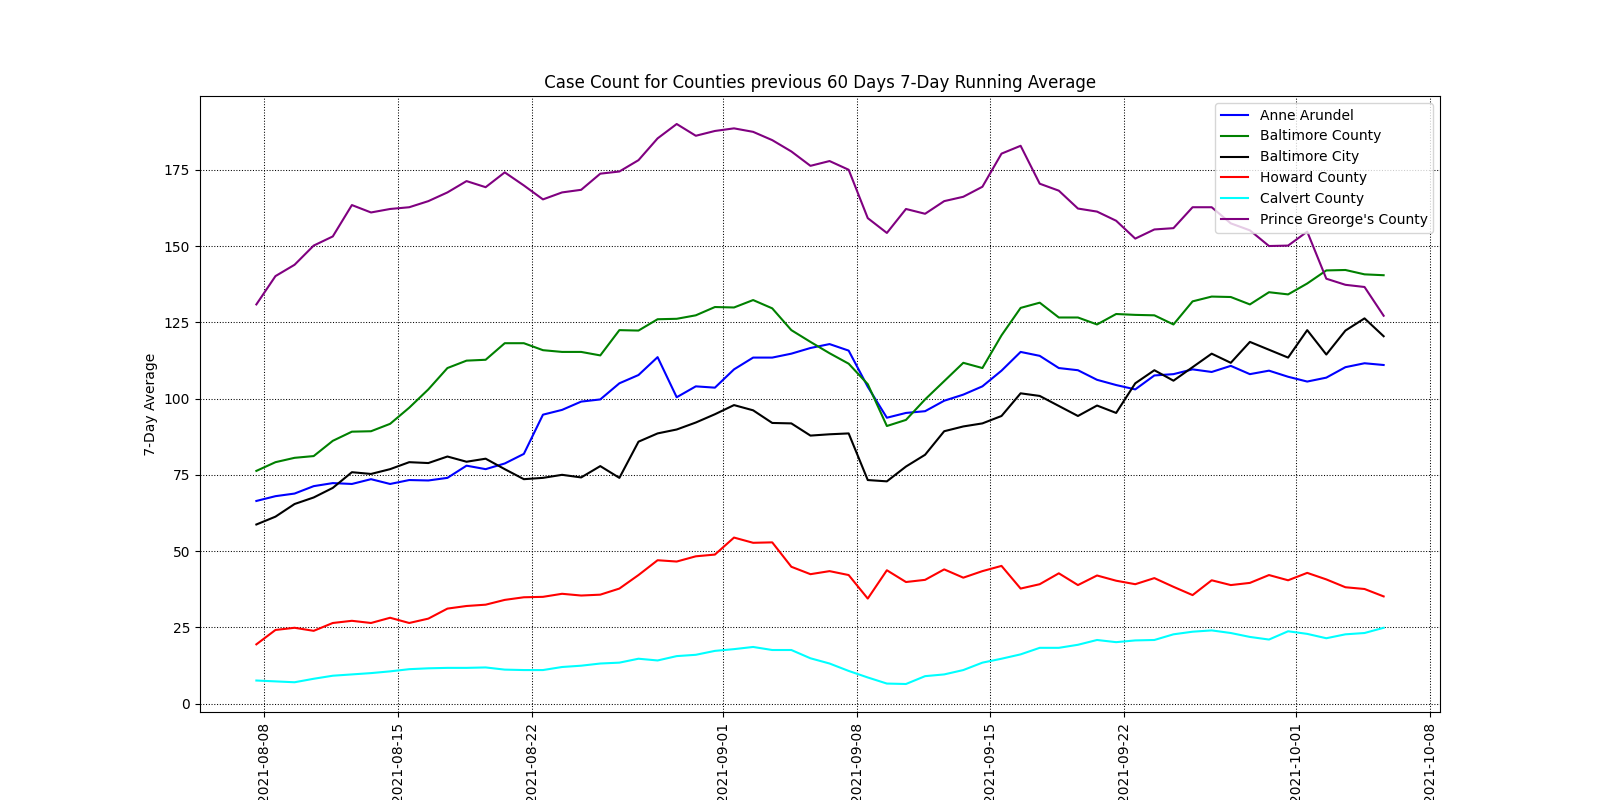 Case Count for Counties previous 60 Days 7-Day Running Average
Anne Arundel
Baltimore County
Baltimore City
Howard County
Calvert County
Prince Greorge's County
7-Day Average
175
150
125
100
75
50
25
0
2021-08-08
2021-08-15
2021-08-22
2021-09-01
2021-09-08
2021-09-15
2021-09-22
2021-10-01
2021-10-08